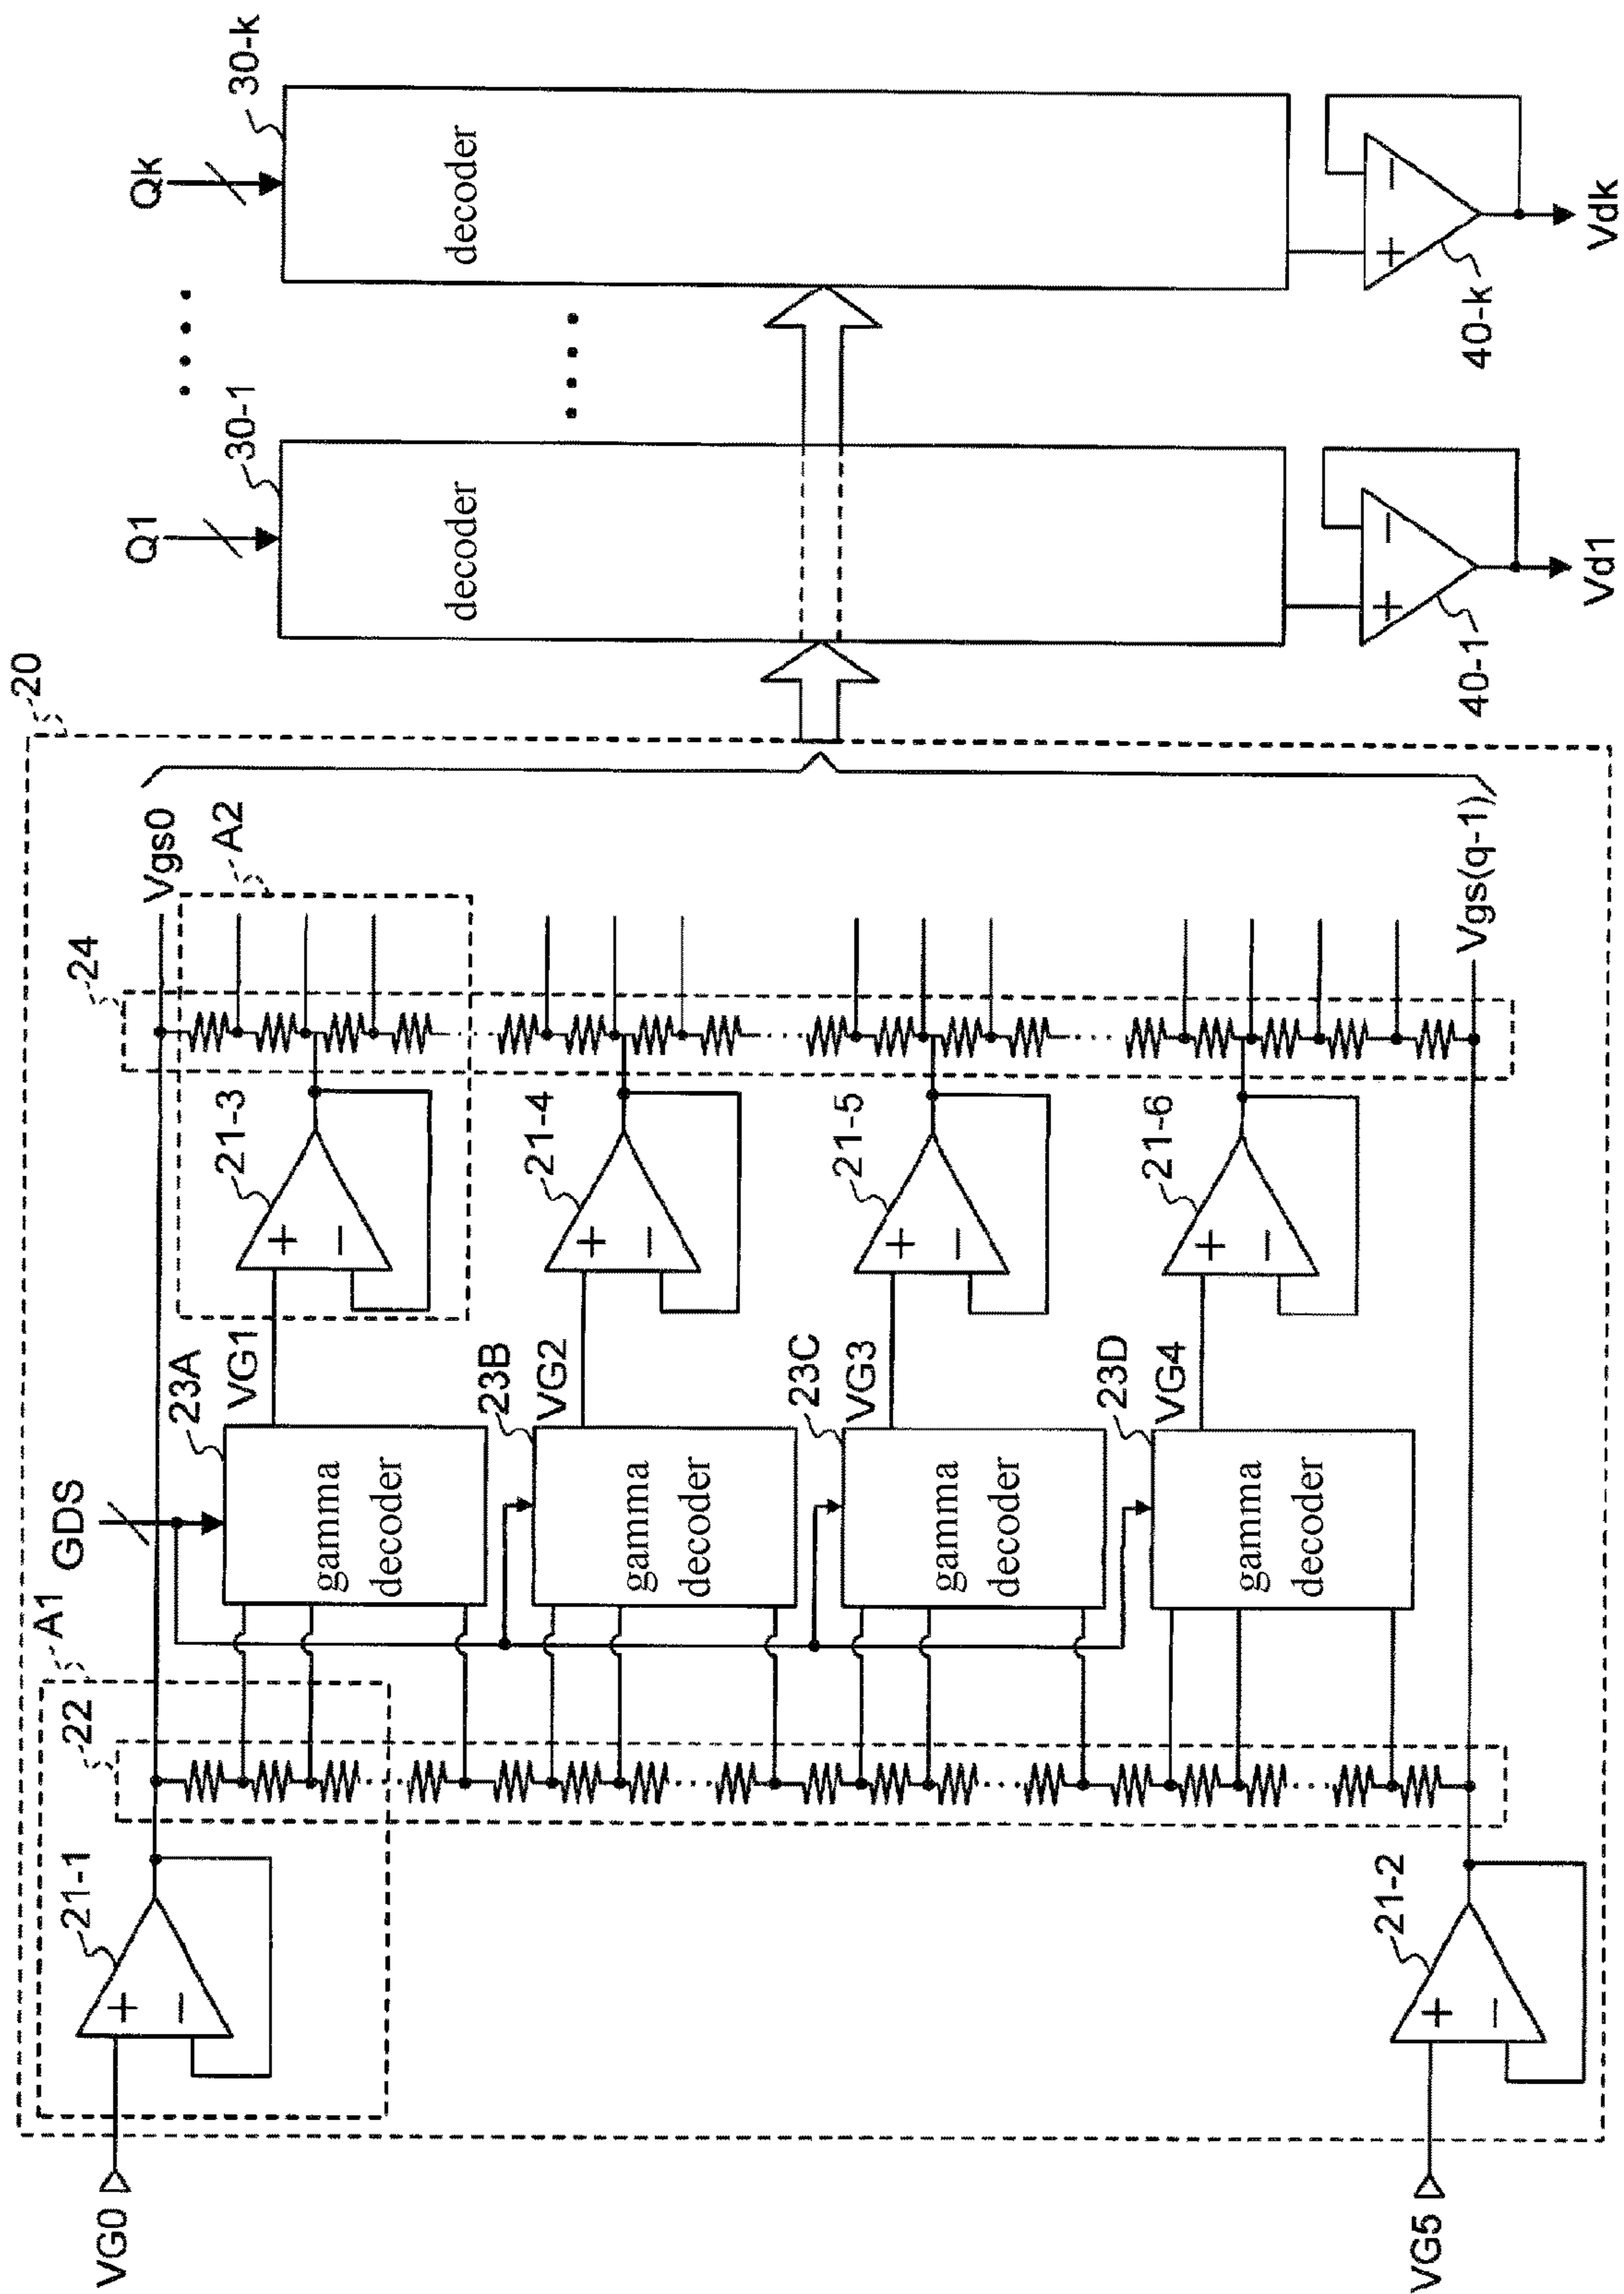 20
A1
22
GDS
24
Vgs0
A2
VG0
21-1
+
−
23A
gamma
decoder
VG1
21-3
+
−
23B
gamma
decoder
VG2
21-4
+
−
23C
gamma
decoder
VG3
21-5
+
−
23D
gamma
decoder
VG4
21-6
+
−
VG5
21-2
+
−
Vgs(q-1)
Q1
30-1
decoder
+
−
40-1
Vd1
Qk
30-k
decoder
+
−
40-k
Vdk